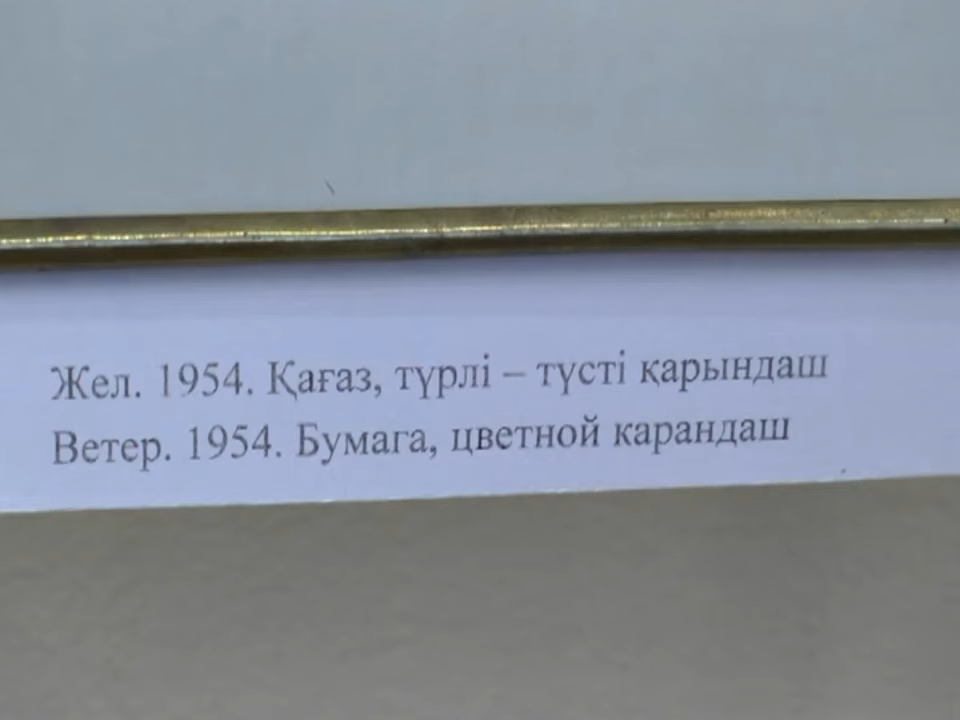 Жел. 1954. Қағаз, түрлі – түсті қарындаш
Ветер. 1954. Бумага, цветной карандаш